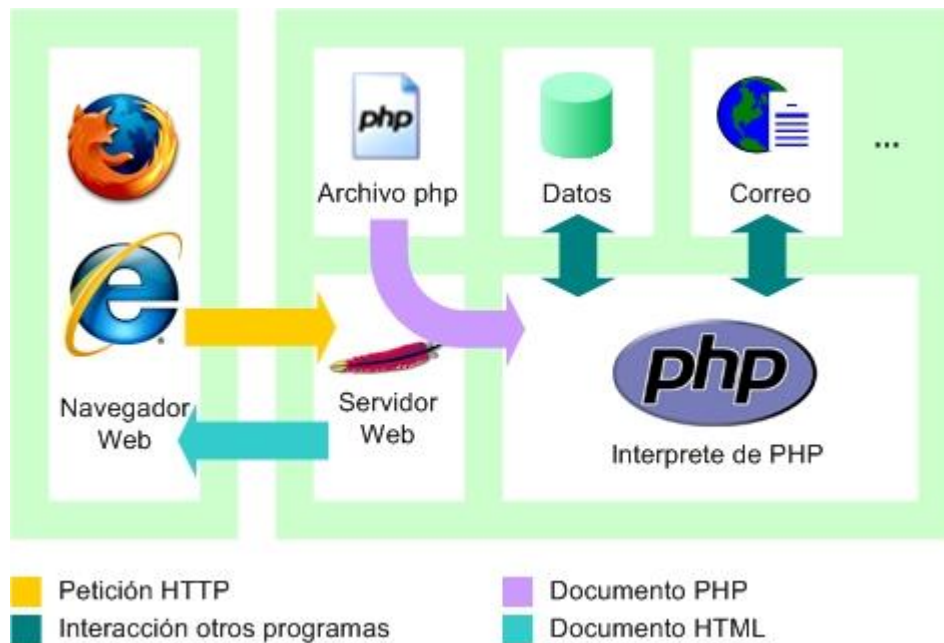 php
Archivo php
Datos
Correo
...
Navegador
Web
Servidor
Web
php
Interprete de PHP
Petición HTTP
Documento PHP
Interacción otros programas
Documento HTML